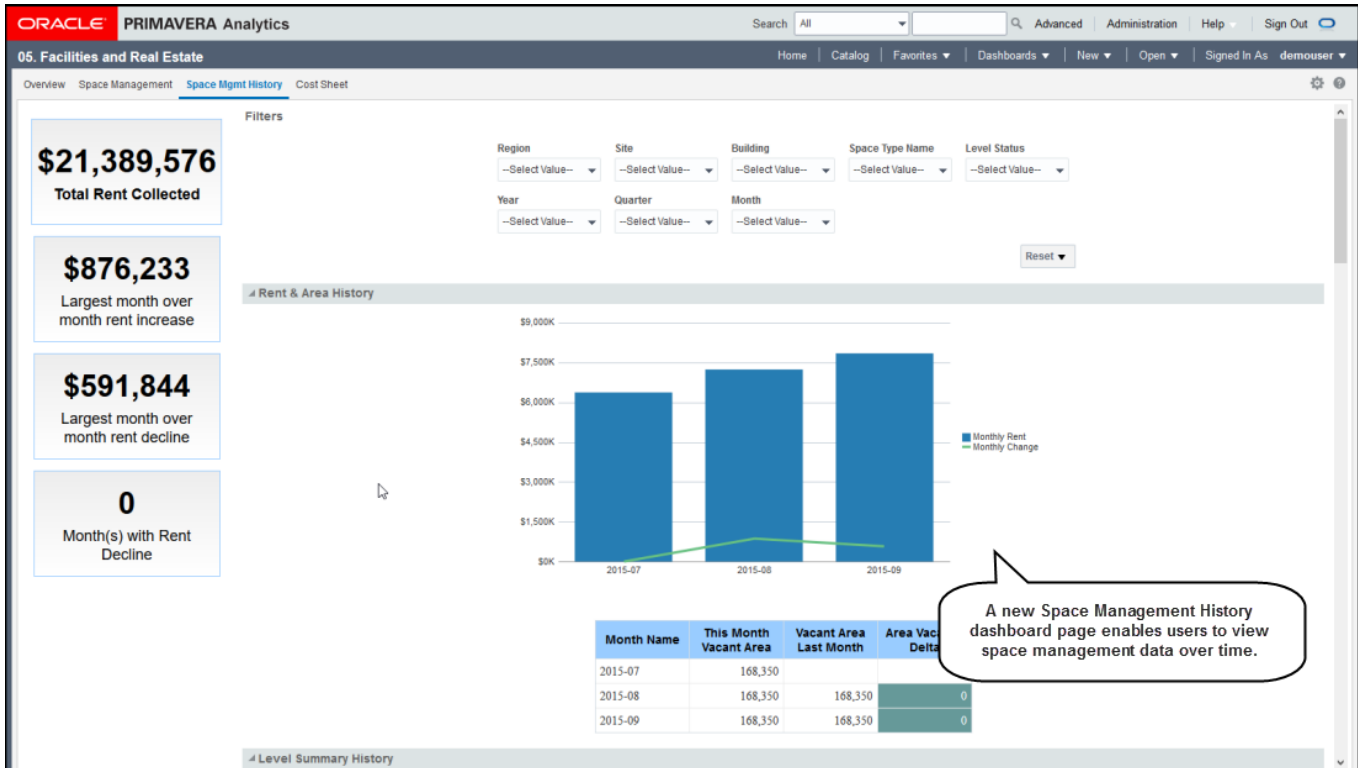 ORACLE PRIMAVERA Analytics Search All Advanced Administration Help Sign Out
05. Facilities and Real Estate Home Catalog Favorites Dashboards New Open Signed In As demouser
Overview Space Management Space Mgmt History Cost Sheet
$21,389,576
Total Rent Collected
$876,233
Largest month over
month rent increase
$591,844
Largest month over
month rent decline
0
Month(s) with Rent
Decline
Filters
Region Site Building Space Type Name Level Status
--Select Value-- --Select Value-- --Select Value-- --Select Value-- --Select Value--
Year Quarter Month
--Select Value-- --Select Value-- --Select Value--
Reset
Rent & Area History
$9,000K
$7,500K
$6,000K
$4,500K
$3,000K
$1,500K
$0K
2015-07 2015-08 2015-09
Monthly Rent
Monthly Change
A new Space Management History
dashboard page enables users to view
space management data over time.
Month Name This Month Vacant Area Vacant Area Last Month Area Delta
2015-07 168,350
2015-08 168,350 168,350 0
2015-09 168,350 168,350 0
Level Summary History